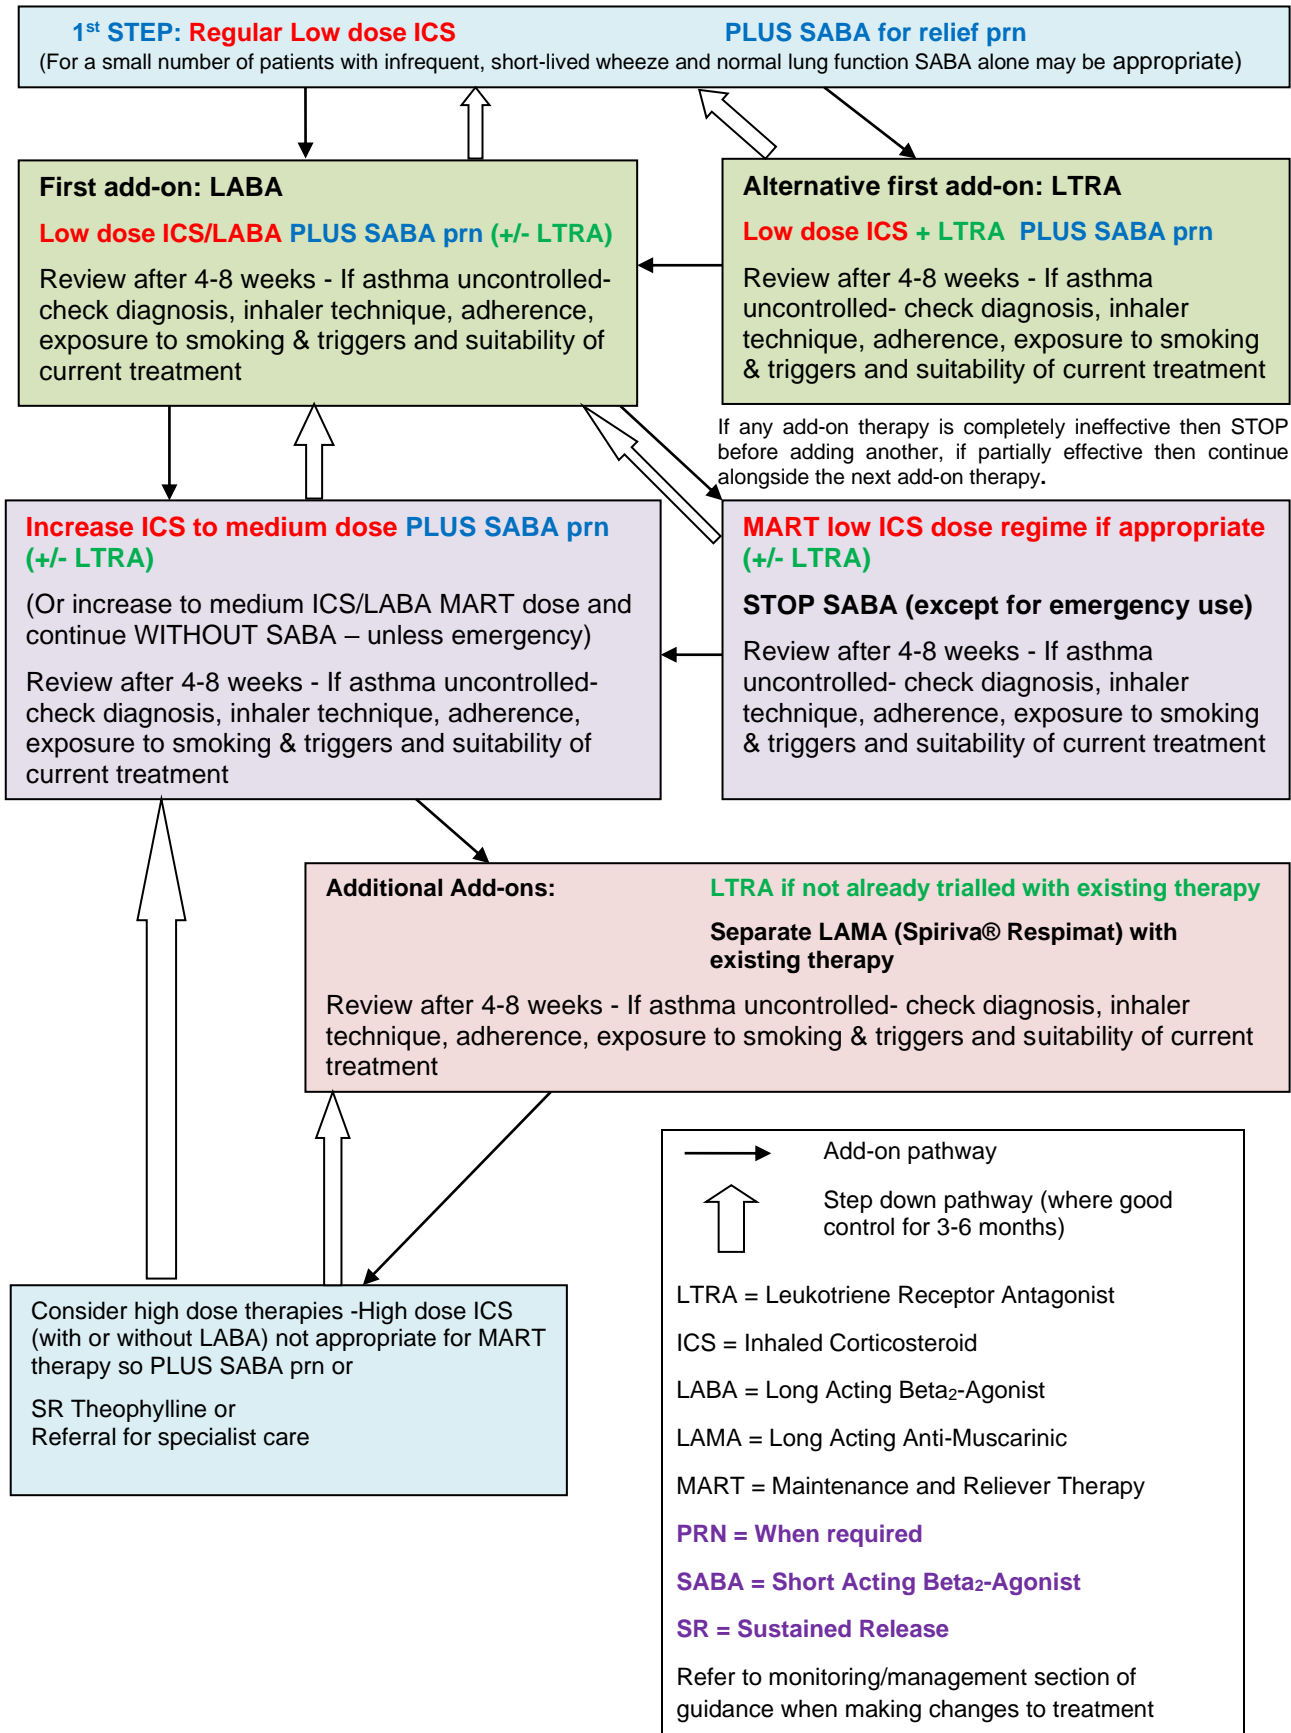 1st STEP: Regular Low dose ICS PLUS SABA for relief prn
(For a small number of patients with infrequent, short-lived wheeze and normal lung function SABA alone may be appropriate)
First add-on: LABA
Low dose ICS/LABA PLUS SABA prn (+/- LTRA)
Review after 4-8 weeks - If asthma uncontrolled-
check diagnosis, inhaler technique, adherence,
exposure to smoking & triggers and suitability of
current treatment
Alternative first add-on: LTRA
Low dose ICS + LTRA PLUS SABA prn
Review after 4-8 weeks - If asthma
uncontrolled- check diagnosis, inhaler
technique, adherence, exposure to smoking
& triggers and suitability of current treatment
If any add-on therapy is completely ineffective then STOP
before adding another, if partially effective then continue
alongside the next add-on therapy.
Increase ICS to medium dose PLUS SABA prn
(+/- LTRA)
(Or increase to medium ICS/LABA MART dose and
continue WITHOUT SABA – unless emergency)
Review after 4-8 weeks - If asthma uncontrolled-
check diagnosis, inhaler technique, adherence,
exposure to smoking & triggers and suitability of
current treatment
MART low ICS dose regime if appropriate
(+/- LTRA)
STOP SABA (except for emergency use)
Review after 4-8 weeks - If asthma
uncontrolled- check diagnosis, inhaler
technique, adherence, exposure to smoking
& triggers and suitability of current treatment
Additional Add-ons: LTRA if not already trialled with existing therapy
Separate LAMA (Spiriva® Respimat) with
existing therapy
Review after 4-8 weeks - If asthma uncontrolled- check diagnosis, inhaler
technique, adherence, exposure to smoking & triggers and suitability of current
treatment
Consider high dose therapies -High dose ICS
(with or without LABA) not appropriate for MART
therapy so PLUS SABA prn or
SR Theophylline or
Referral for specialist care
Add-on pathway
Step down pathway (where good
control for 3-6 months)
LTRA = Leukotriene Receptor Antagonist
ICS = Inhaled Corticosteroid
LABA = Long Acting Beta2-Agonist
LAMA = Long Acting Anti-Muscarinic
MART = Maintenance and Reliever Therapy
PRN = When required
SABA = Short Acting Beta2-Agonist
SR = Sustained Release
Refer to monitoring/management section of
guidance when making changes to treatment